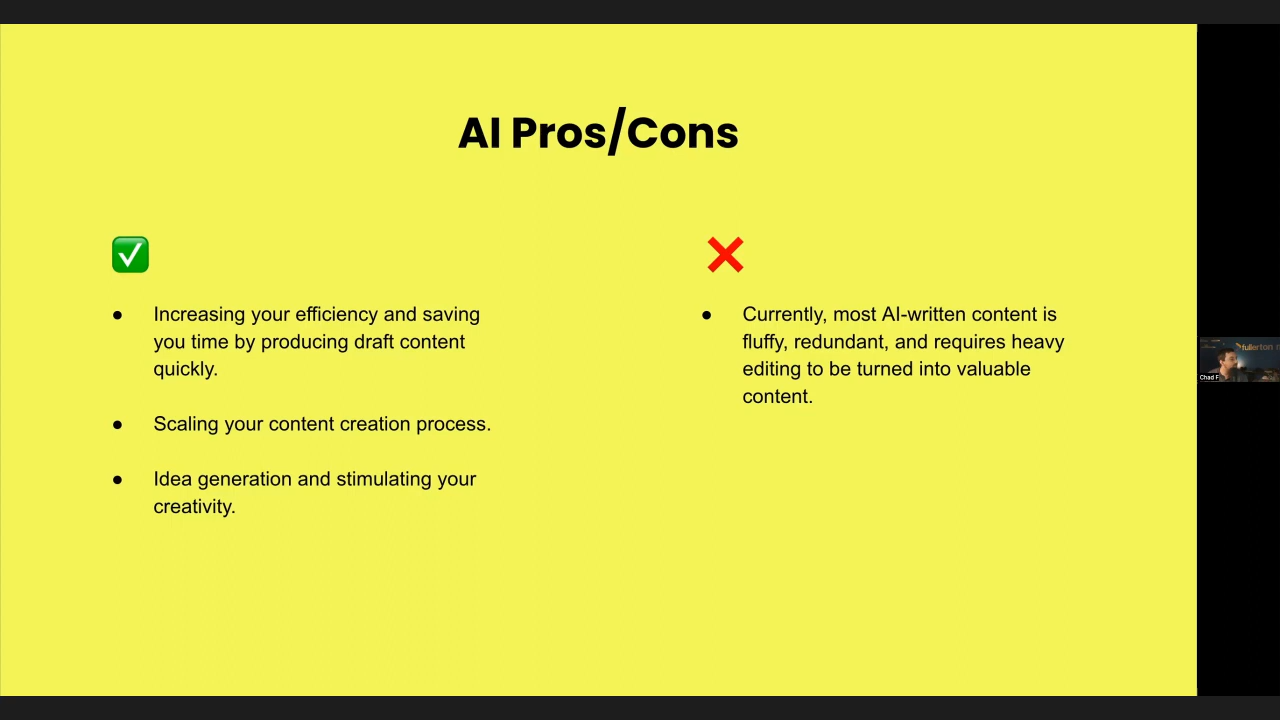 AI Pros/Cons
Increasing your efficiency and saving
you time by producing draft content
quickly.
Scaling your content creation process.
Idea generation and stimulating your
creativity.
Currently, most AI-written content is
fluffy, redundant, and requires heavy
editing to be turned into valuable
content.
fullerton
Chad F